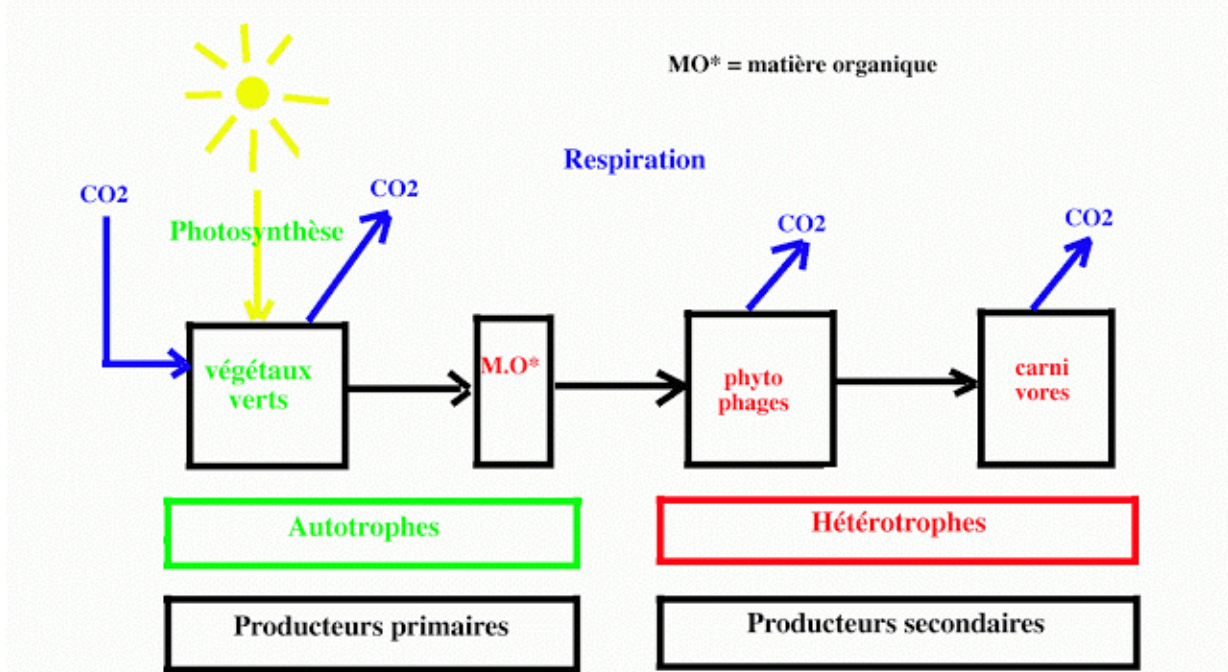 MO* = matière organique
Respiration
CO2
CO2
Photosynthèse
CO2
CO2
végétaux
verts
M.O*
phyto
phages
carni
vores
Autotrophes
Hétérotrophes
Producteurs primaires
Producteurs secondaires